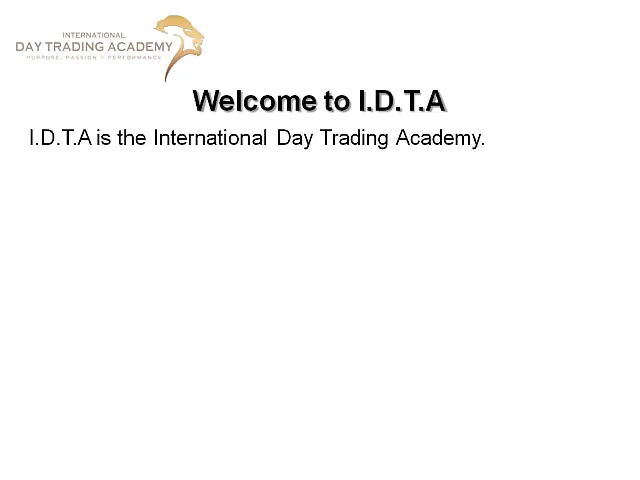 INTERNATIONAL
DAY TRADING ACADEMY
PURPOSE, PASSION + PERFORMANCE
Welcome to I.D.T.A
I.D.T.A is the International Day Trading Academy.